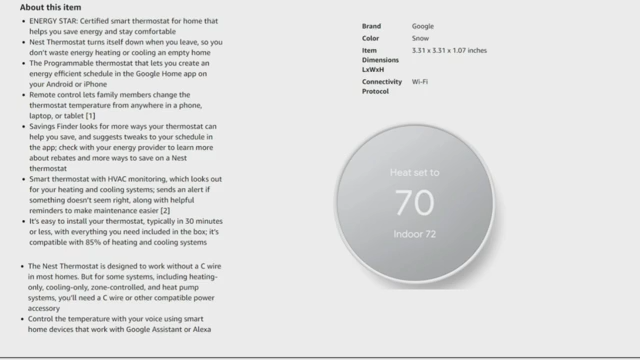 About this item
• ENERGY STAR: Certified smart thermostat for home that
helps you save energy and stay comfortable
• Nest Thermostat turns itself down when you leave, so you
don't waste energy heating or cooling an empty home
• The Programmable thermostat that lets you create an
energy efficient schedule in the Google Home app on
your Android or iPhone
• Remote control lets family members change the
thermostat temperature from anywhere in a phone,
laptop, or tablet [1]
• Savings Finder looks for more ways your thermostat can
help you save, and suggests tweaks to your schedule in
the app; check with your energy provider to learn more
about rebates and more ways to save on a Nest
thermostat
• Smart thermostat with HVAC monitoring, which looks out
for your heating and cooling systems; sends an alert if
something doesn't seem right, along with helpful
reminders to make maintenance easier [2]
• It's easy to install your thermostat, typically in 30 minutes
or less, with everything you need included in the box; it's
compatible with 85% of heating and cooling systems
• The Nest Thermostat is designed to work without a C wire
in most homes. But for some systems, including heating-
only, cooling-only, zone-controlled, and heat pump
systems, you'll need a C wire or other compatible power
accessory
• Control the temperature with your voice using smart
home devices that work with Google Assistant or Alexa
Brand Google
Color Snow
Item 3.31 x 3.31 x 1.07 inches
Dimensions
LxWxH
Connectivity Wi-Fi
Protocol
Heat set to
70
Indoor 72